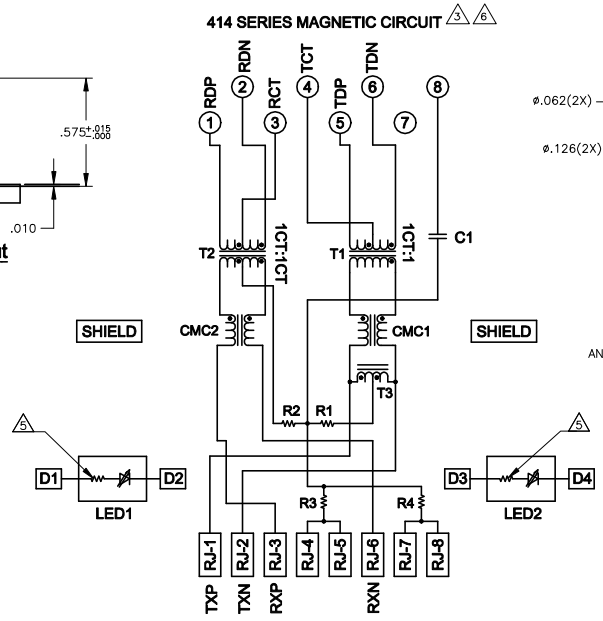 414 SERIES MAGNETIC CIRCUIT 3 6
RDP RDN RCT TCT TDP TDN
1 2 3 4 5 6 7 8
.575 +.015 -.000
.010
ut
ø.062(2X)
ø.126(2X)
T2 1CT:1CT T1 1CT:1 C1
SHIELD CMC2 CMC1 SHIELD
AN
T3
R2 R1
5 5
D1 D2 D3 D4
LED1 LED2
R3 R4
RJ-1 RJ-2 RJ-3 RJ-4 RJ-5 RJ-6 RJ-7 RJ-8
TXP TXN RXP RXN